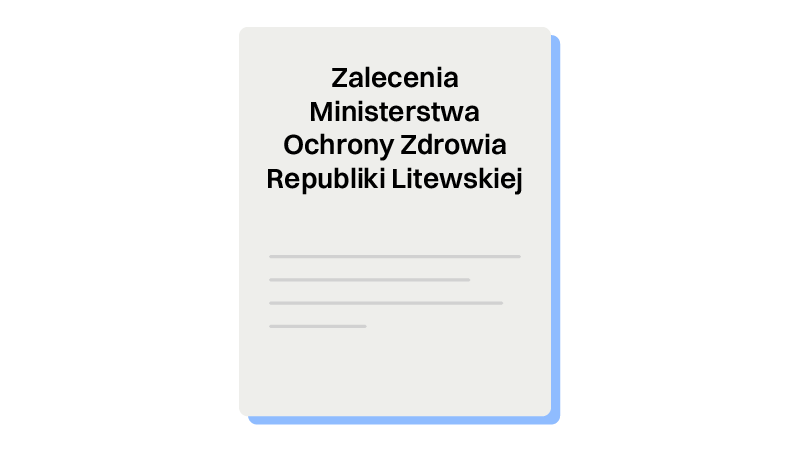 Zalecenia
Ministerstwa
Ochrony Zdrowia
Republiki Litewskiej